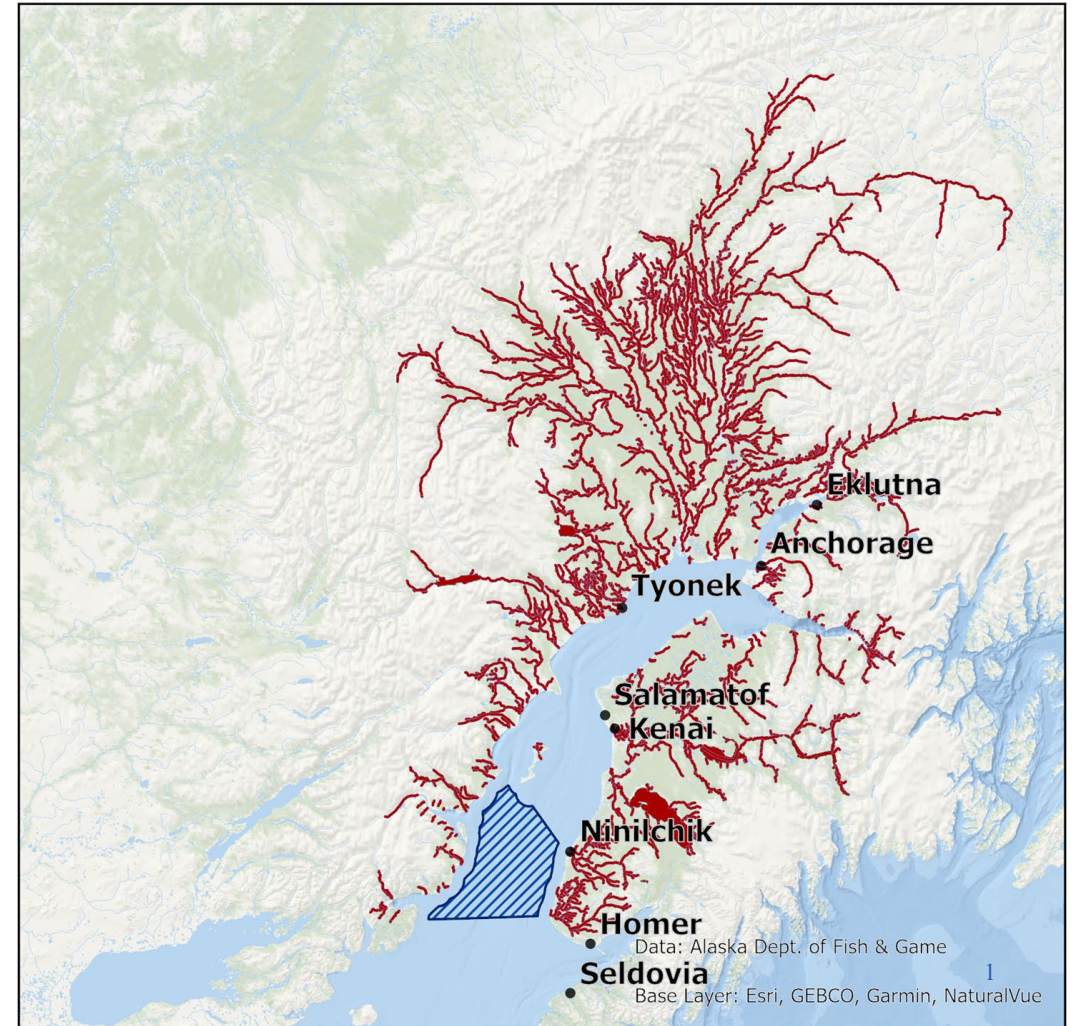 Eklutna
Anchorage
Tyonek
Salamatof
Kenai
Ninilchik
Homer
Data: Alaska Dept. of Fish & Game
1
Seldovia
Base Layer: Esri, GEBCO, Garmin, NaturalVue